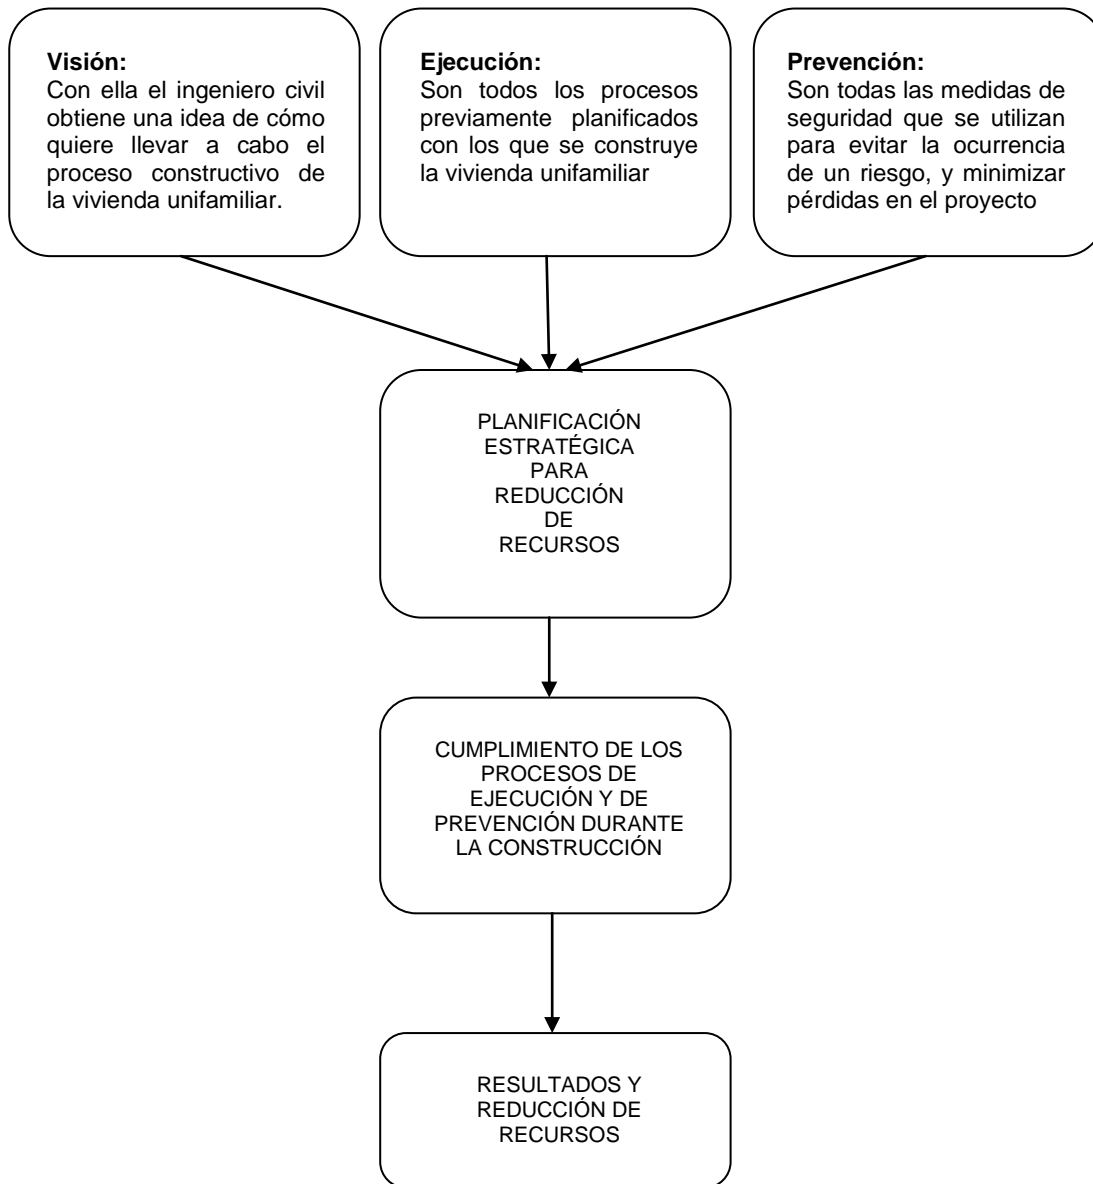 Visión:
Con ella el ingeniero civil
obtiene una idea de cómo
quiere llevar a cabo el
proceso constructivo de
la vivienda unifamiliar.
Ejecución:
Son todos los procesos
previamente planificados
con los que se construye
la vivienda unifamiliar
Prevención:
Son todas las medidas de
seguridad que se utilizan
para evitar la ocurrencia
de un riesgo, y minimizar
pérdidas en el proyecto
PLANIFICACIÓN
ESTRATÉGICA
PARA
REDUCCIÓN
DE
RECURSOS
CUMPLIMIENTO DE LOS
PROCESOS DE
EJECUCIÓN Y DE
PREVENCIÓN DURANTE
LA CONSTRUCCIÓN
RESULTADOS Y
REDUCCIÓN DE
RECURSOS